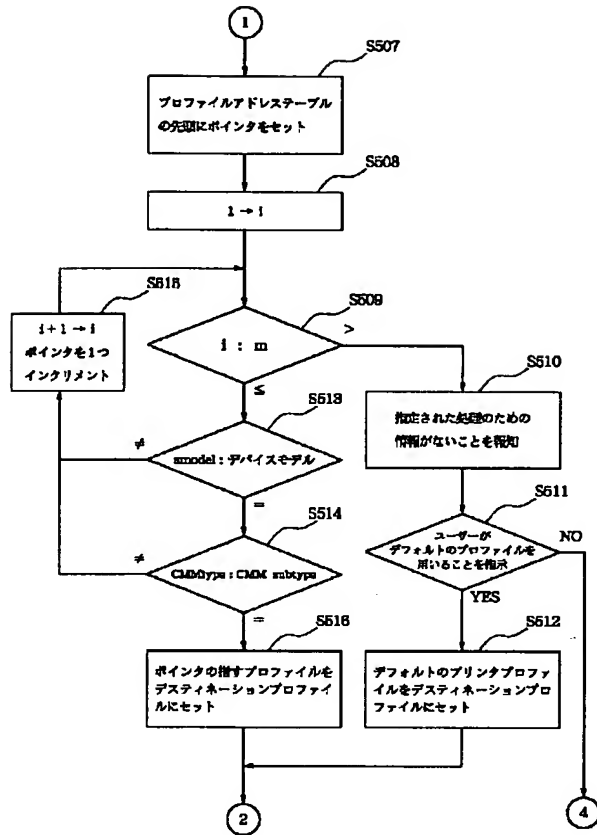 1
S507
プロファイルアドレステーブル
の先頭にポインタをセット
S508
1 → i
S515
i+1 → i
ポインタを1つ
インクリメント
S509
i : m
>
≤
S510
指定された処理のための
情報がないことを報知
S513
smodel:デバイスモデル
≠
=
S511
ユーザーが
デフォルトのプロファイルを
用いることを指示
NO
YES
S514
CMMtype:CMM subtype
≠
=
S516
ポインタの指すプロファイルを
デスティネーションプロファイ
ルにセット
S512
デフォルトのプリンタプロファ
イルをデスティネーションプロ
ファイルにセット
2
4